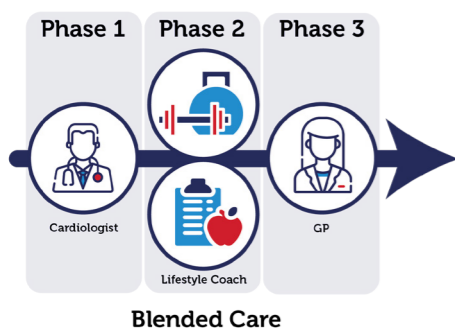 Phase 1
Phase 2
Phase 3
Cardiologist
Lifestyle Coach
GP
Blended Care